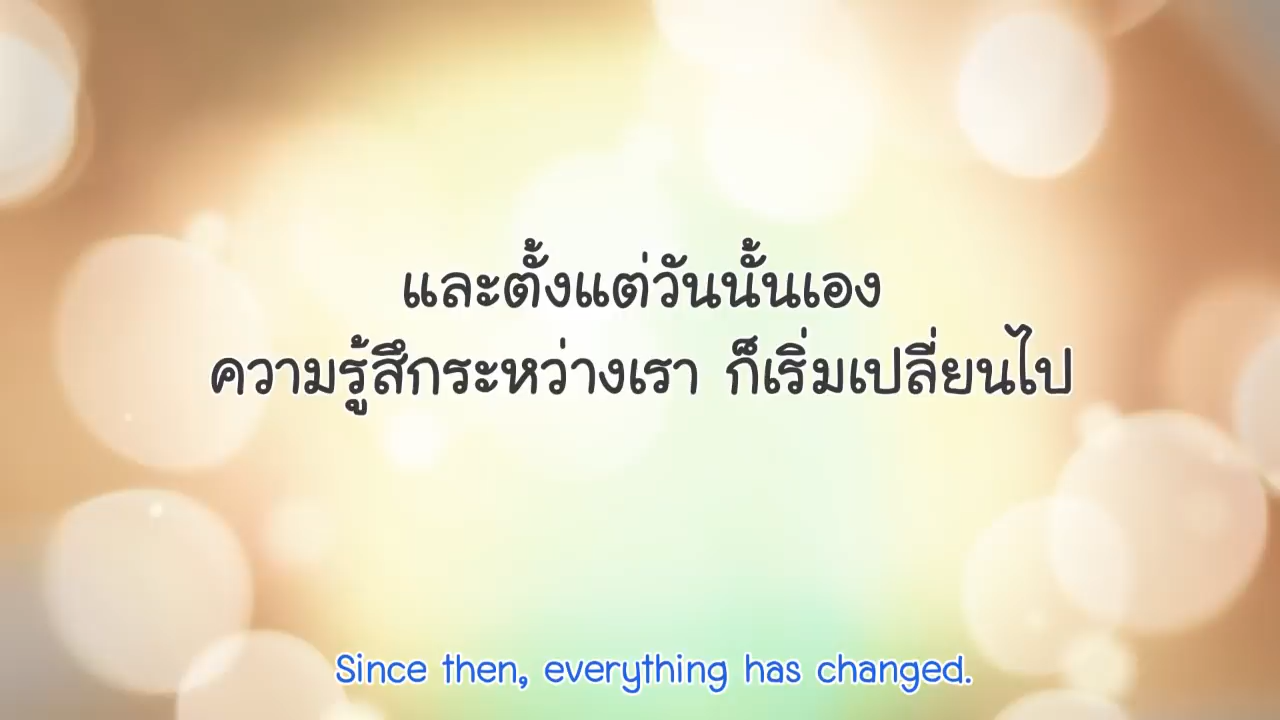 และตั้งแต่วันนั้นเอง
ความรู้สึกระหว่างเรา ก็เริ่มเปลี่ยนไป
Since then, everything has changed.